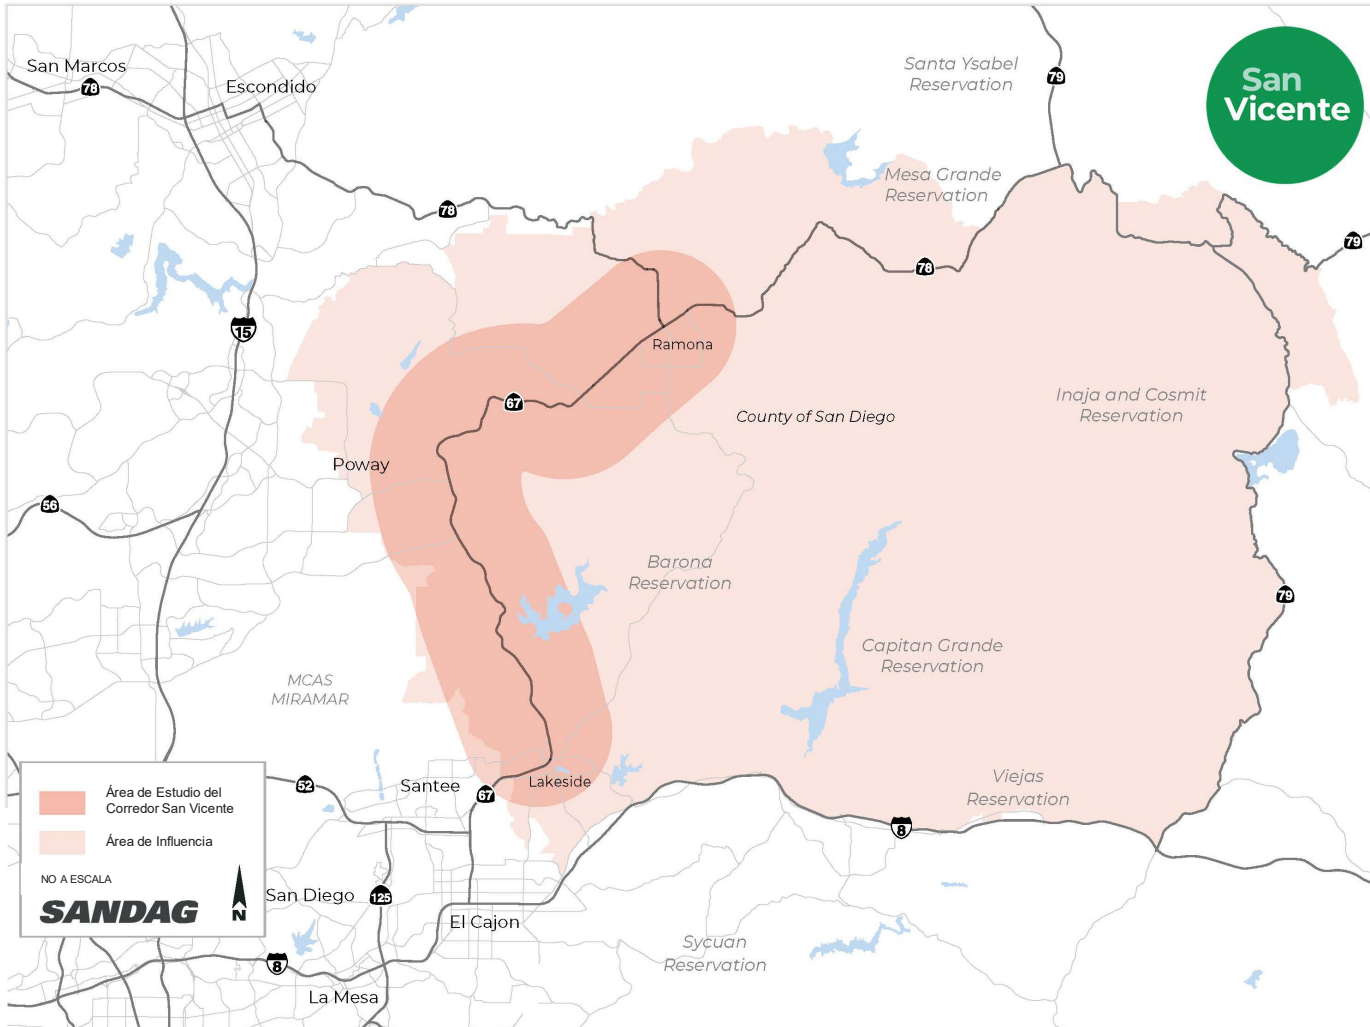 San Marcos
78
Escondido
Santa Ysabel
Reservation
79
San
Vicente
Mesa Grande
Reservation
78
79
78
15
Ramona
67
County of San Diego
Inaja and Cosmit
Reservation
Poway
56
Barona
Reservation
79
Capitan Grande
Reservation
MCAS
MIRAMAR
Viejas
Reservation
52
Santee
67
Lakeside
8
Área de Estudio del
Corredor San Vicente
Área de Influencia
NO A ESCALA
SANDAG
N
San Diego
125
El Cajon
Sycuan
Reservation
8
La Mesa